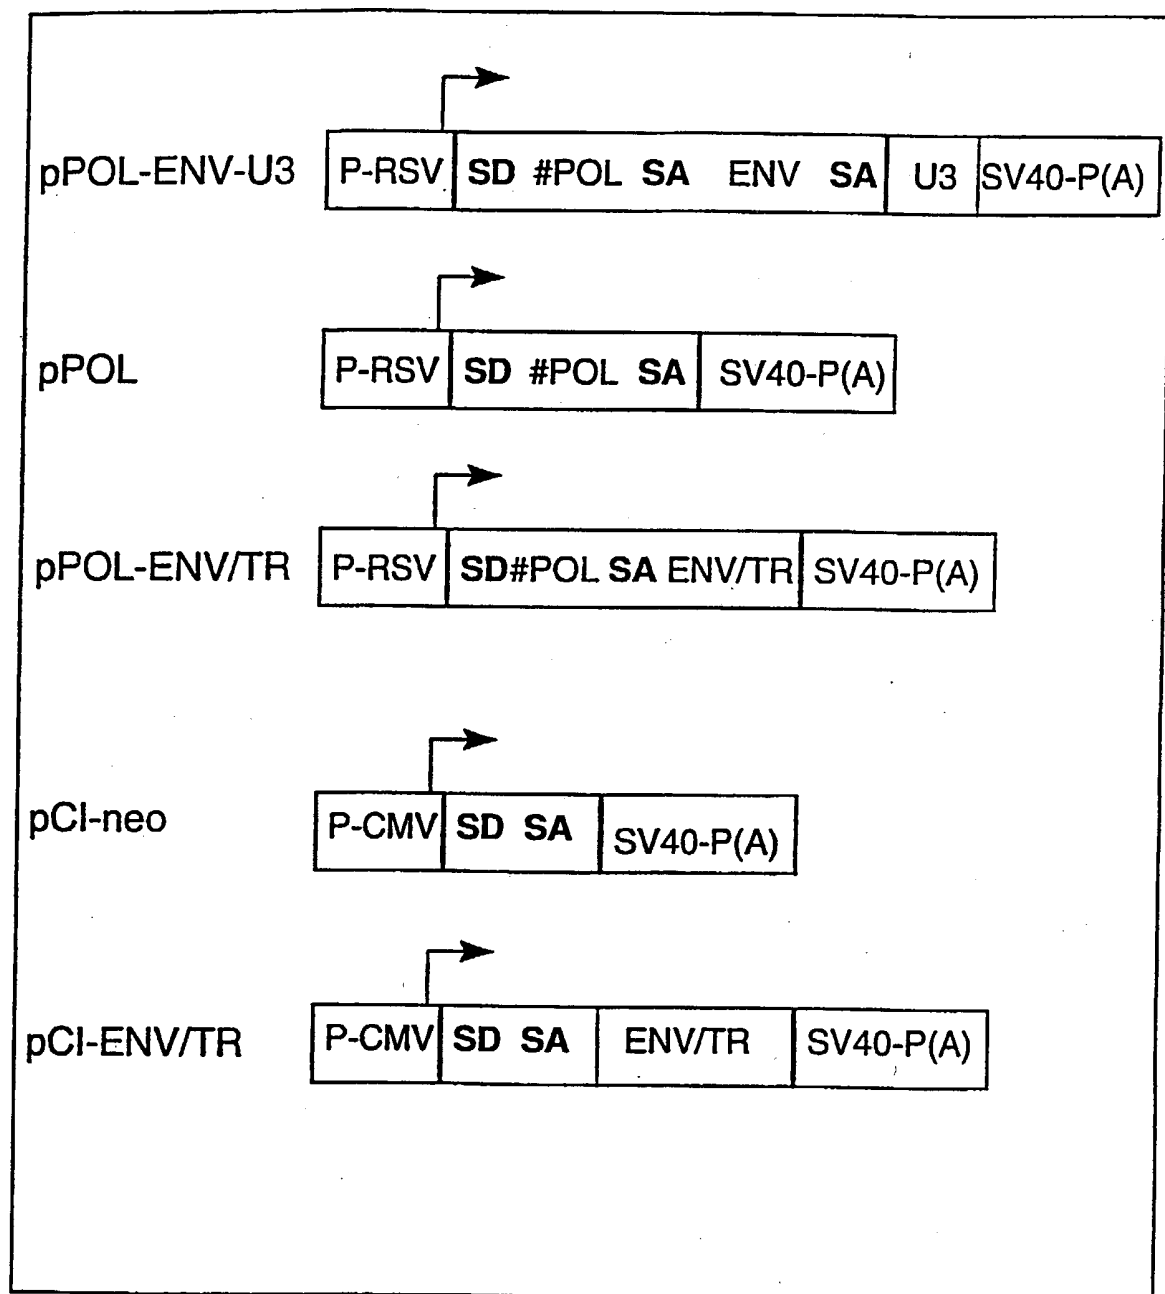 pPOL-ENV-U3 P-RSV SD #POL SA ENV SA U3 SV40-P(A)
pPOL P-RSV SD #POL SA SV40-P(A)
pPOL-ENV/TR P-RSV SD#POL SA ENV/TR SV40-P(A)
pCI-neo P-CMV SD SA SV40-P(A)
pCI-ENV/TR P-CMV SD SA ENV/TR SV40-P(A)